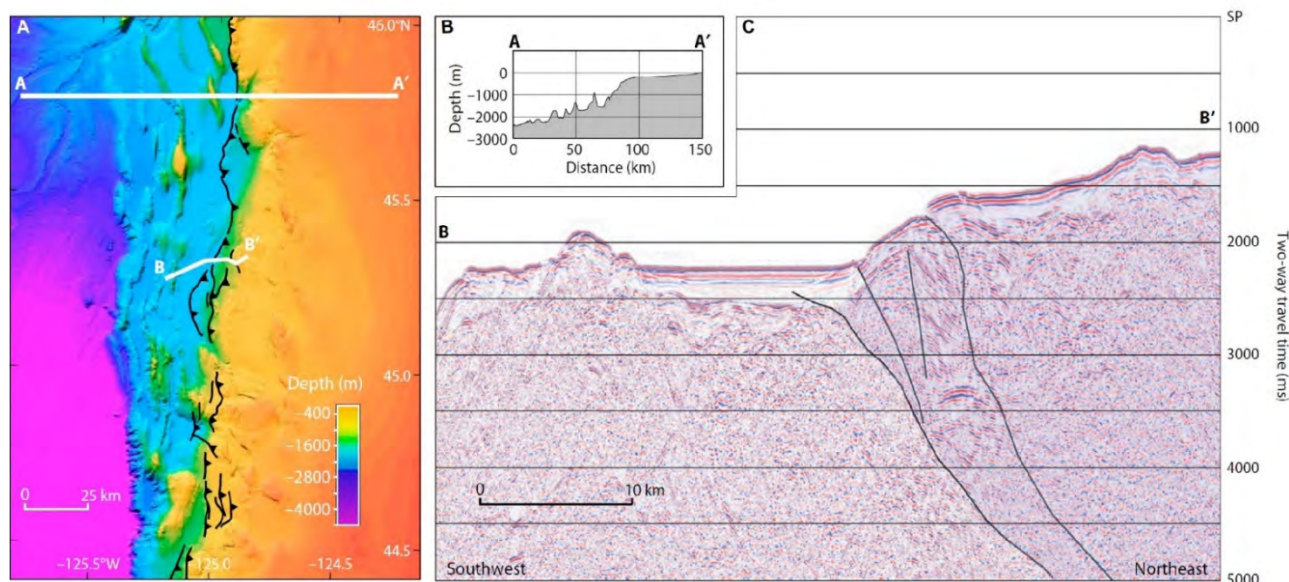 A
46.0°N
A
A'
45.5
B
B'
45.0
Depth (m)
−400
−1600
−2800
−4000
0
25 km
−125.5°W
−125.0
−124.5
44.5
B
A
A'
Depth (m)
0
−1000
−2000
−3000
0
50
100
150
Distance (km)
C
SP
B'
1000
B
2000
3000
4000
5000
Two-way travel time (ms)
0
10 km
Southwest
Northeast